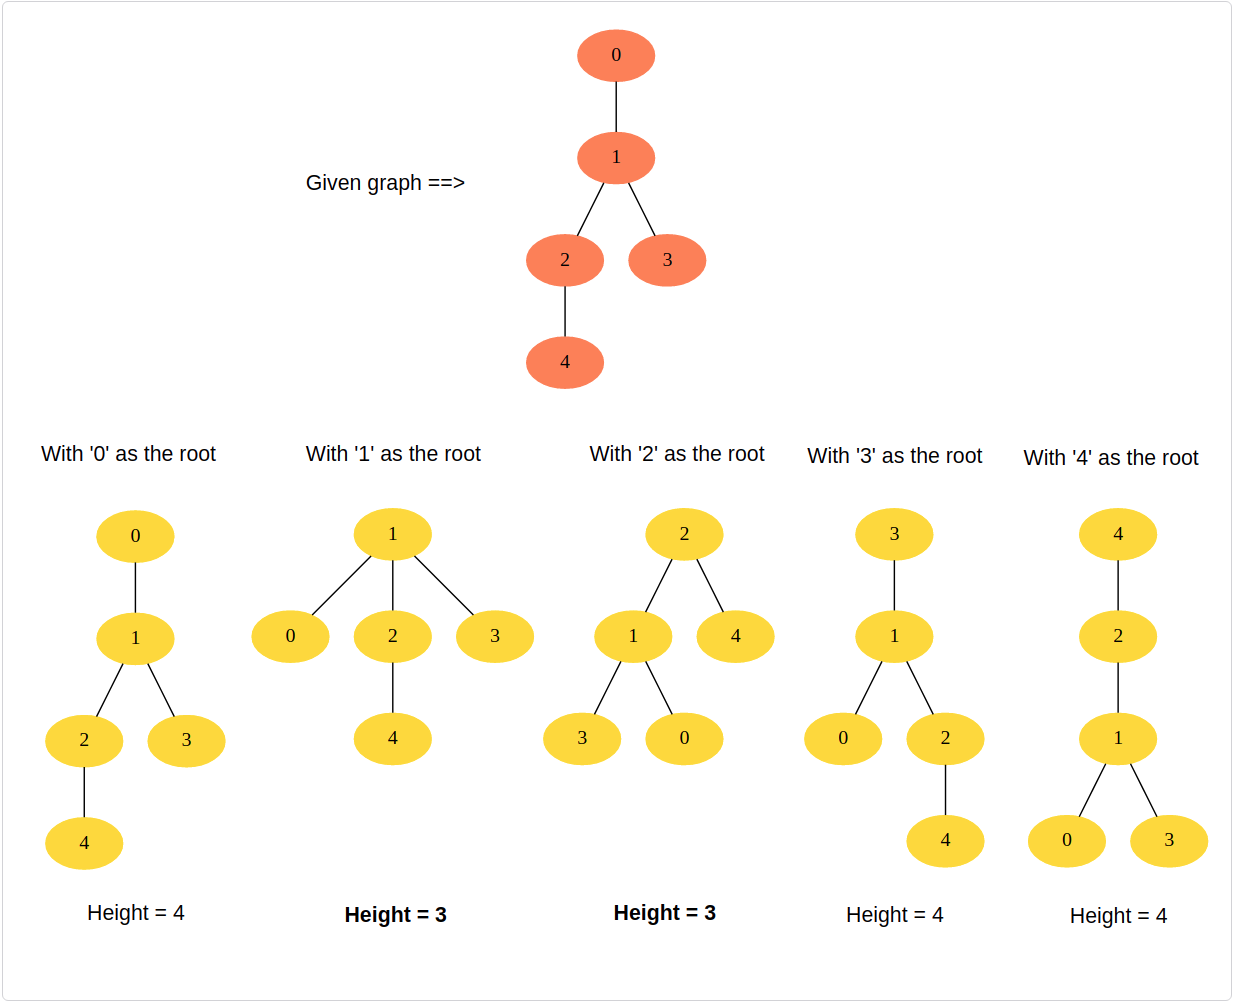 0
1
Given graph ==>
2 3
4
With '0' as the root With '1' as the root With '2' as the root With '3' as the root With '4' as the root
0 1 2 3 4
1 0 2 3 1 4 1 2
2 3 4 3 0 0 2 1
4 4 0 3
Height = 4 Height = 3 Height = 3 Height = 4 Height = 4